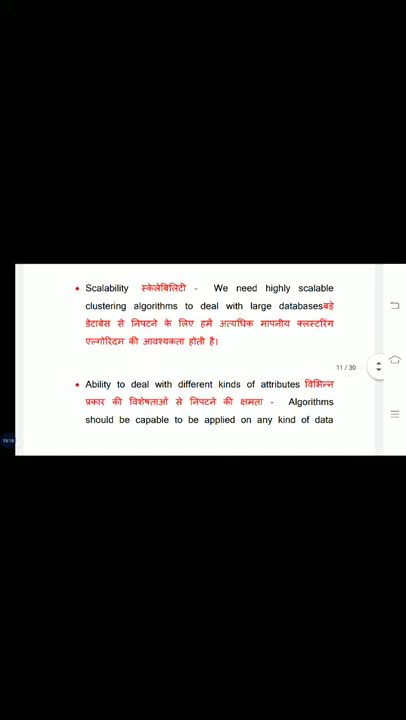 • Scalability स्केलेबिलिटी - We need highly scalable
clustering algorithms to deal with large databasesबड़े
डेटाबेस से निपटने के लिए हमें अत्यधिक मापनीय क्लस्टरिंग
एल्गोरिदम की आवश्यकता होती है।
11 / 30
• Ability to deal with different kinds of attributes विभिन्न
प्रकार की विशेषताओं से निपटने की क्षमता - Algorithms
should be capable to be applied on any kind of data